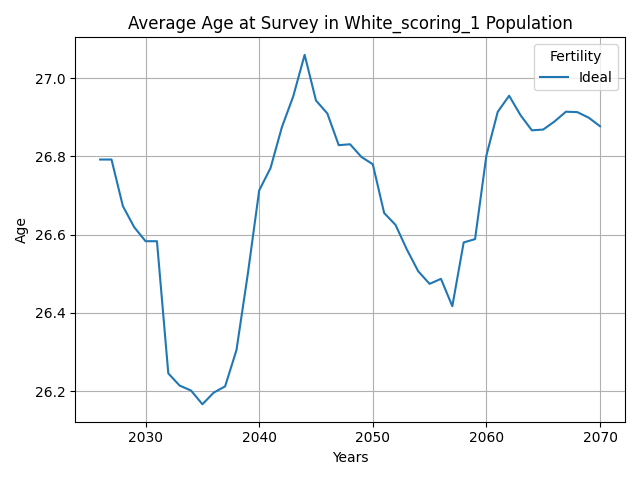 Average Age at Survey in White_scoring_1 Population
Fertility
Ideal
27.0
26.8
26.6
26.4
26.2
Age
2030 2040 2050 2060 2070
Years